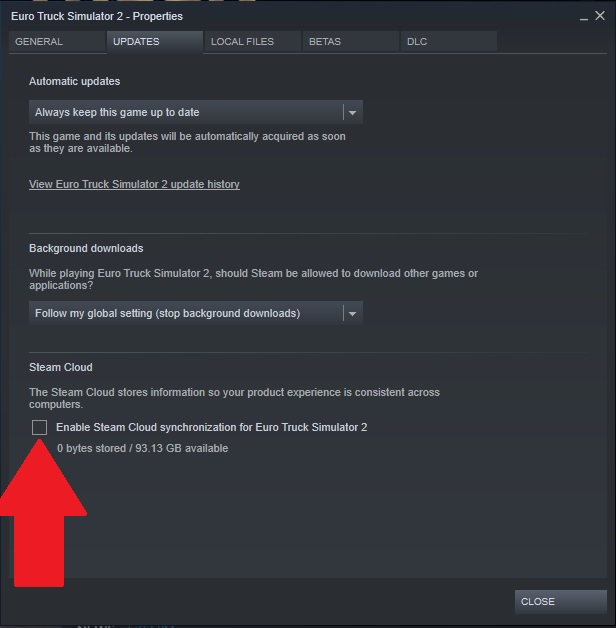 Euro Truck Simulator 2 - Properties
GENERAL UPDATES LOCAL FILES BETAS DLC
Automatic updates
Always keep this game up to date
This game and its updates will be automatically acquired as soon
as they are available.
View Euro Truck Simulator 2 update history
Background downloads
While playing Euro Truck Simulator 2, should Steam be allowed to download other games or
applications?
Follow my global setting (stop background downloads)
Steam Cloud
The Steam Cloud stores information so your product experience is consistent across
computers.
Enable Steam Cloud synchronization for Euro Truck Simulator 2
0 bytes stored / 93.13 GB available
CLOSE